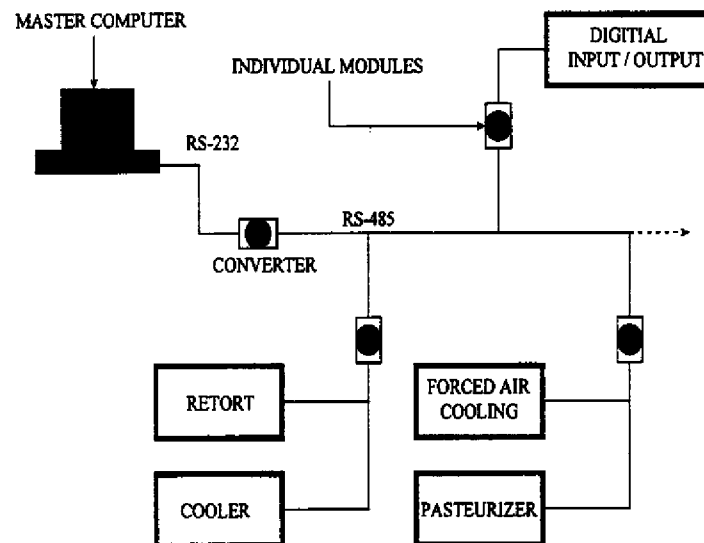 MASTER COMPUTER
DIGITIAL
INPUT / OUTPUT
INDIVIDUAL MODULES
RS-232
RS-485
CONVERTER
RETORT
FORCED AIR
COOLING
COOLER
PASTEURIZER